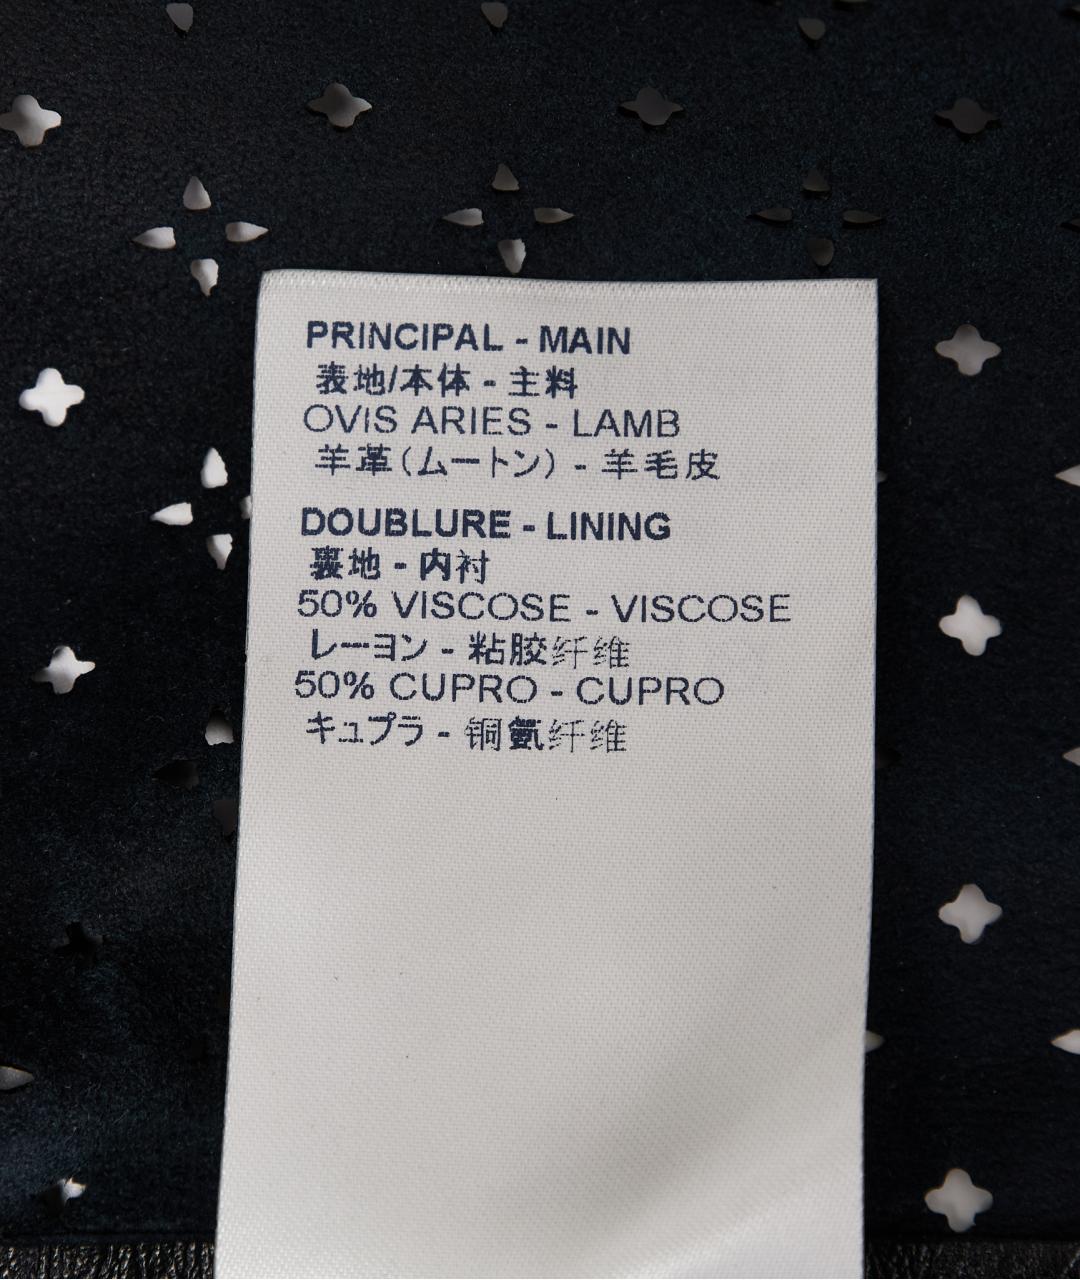 PRINCIPAL - MAIN
表地/本体 - 主料
OVIS ARIES - LAMB
羊革(ムートン) - 羊毛皮
DOUBLURE - LINING
裏地 - 内衬
50% VISCOSE - VISCOSE
レーヨン - 粘胶纤维
50% CUPRO - CUPRO
キュプラ - 铜氨纤维